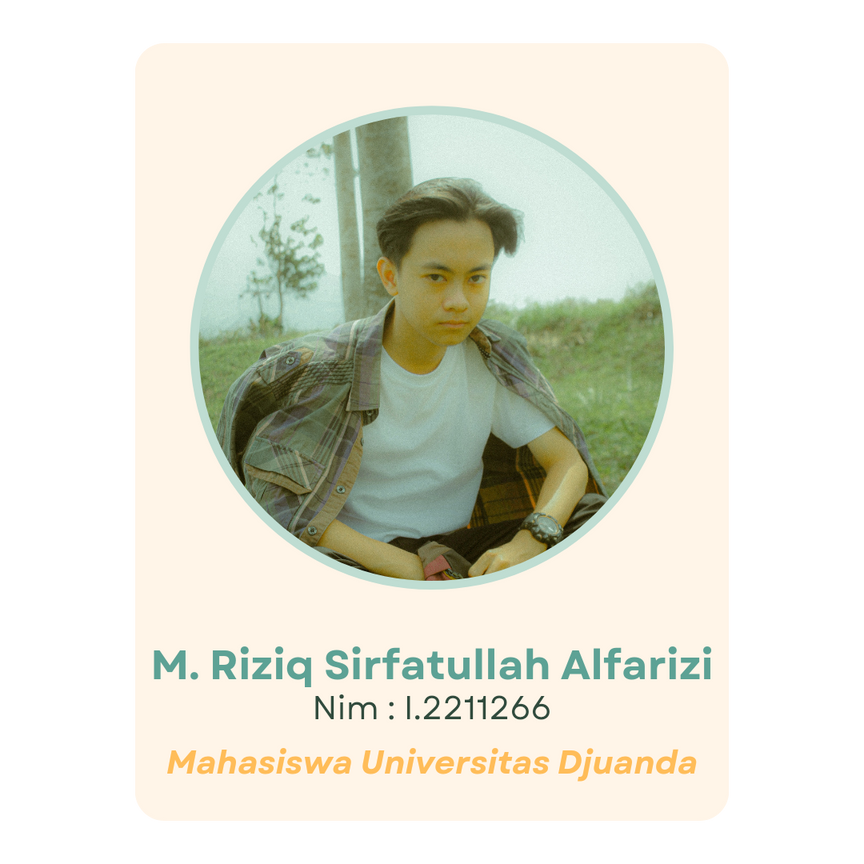 M. Riziq Sirfatullah Alfarizi
Nim : I.2211266
Mahasiswa Universitas Djuanda